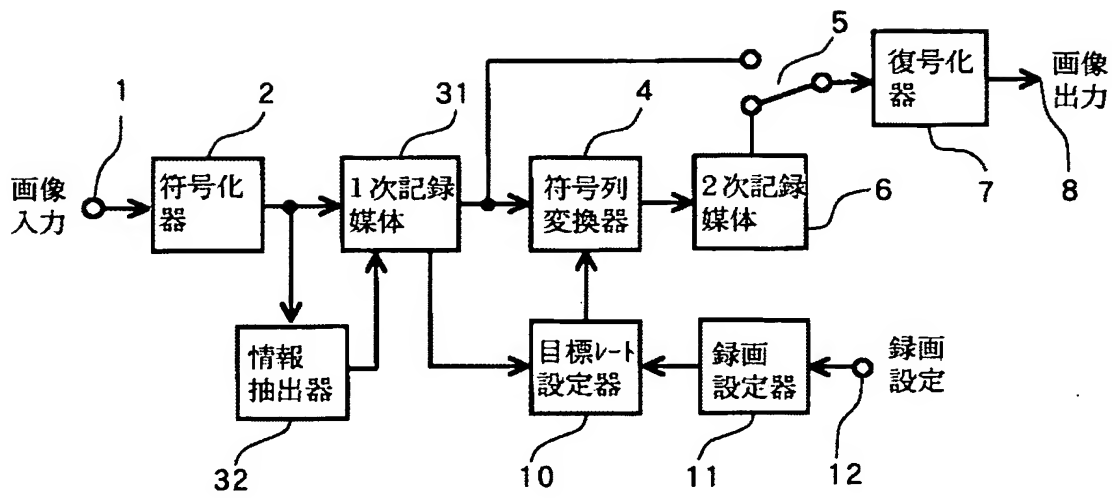 1
画像
入力
2
符号化
器
31
1次記録
媒体
4
符号列
変換器
5
2次記録
媒体
6
復号化
器
7
画像
出力
8
情報
抽出器
32
目標レート
設定器
10
録画
設定器
11
録画
設定
12